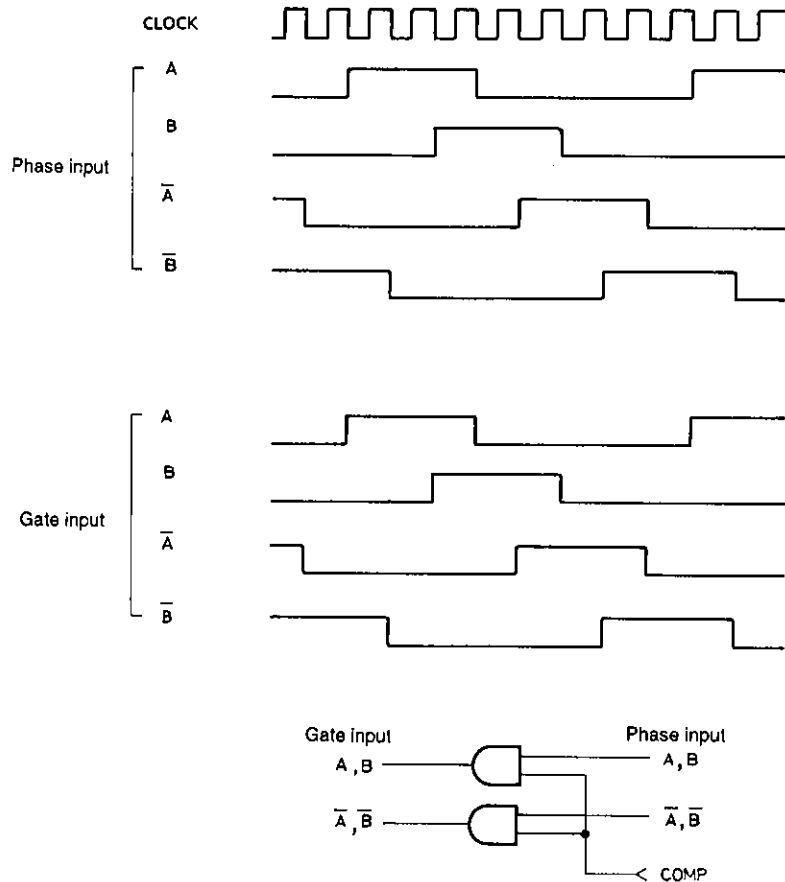 CLOCK
A
B
Phase input
A̅
B̅
A
B
Gate input
A̅
B̅
Gate input
Phase input
A , B
A , B
A̅ , B̅
A̅ , B̅
COMP